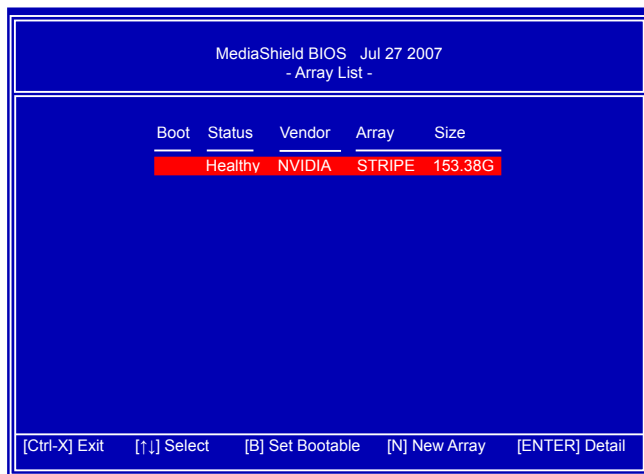 MediaShield BIOS Jul 27 2007
- Array List -
Boot Status Vendor Array Size
Healthy NVIDIA STRIPE 153.38G
[Ctrl-X] Exit [↑↓] Select [B] Set Bootable [N] New Array [ENTER] Detail